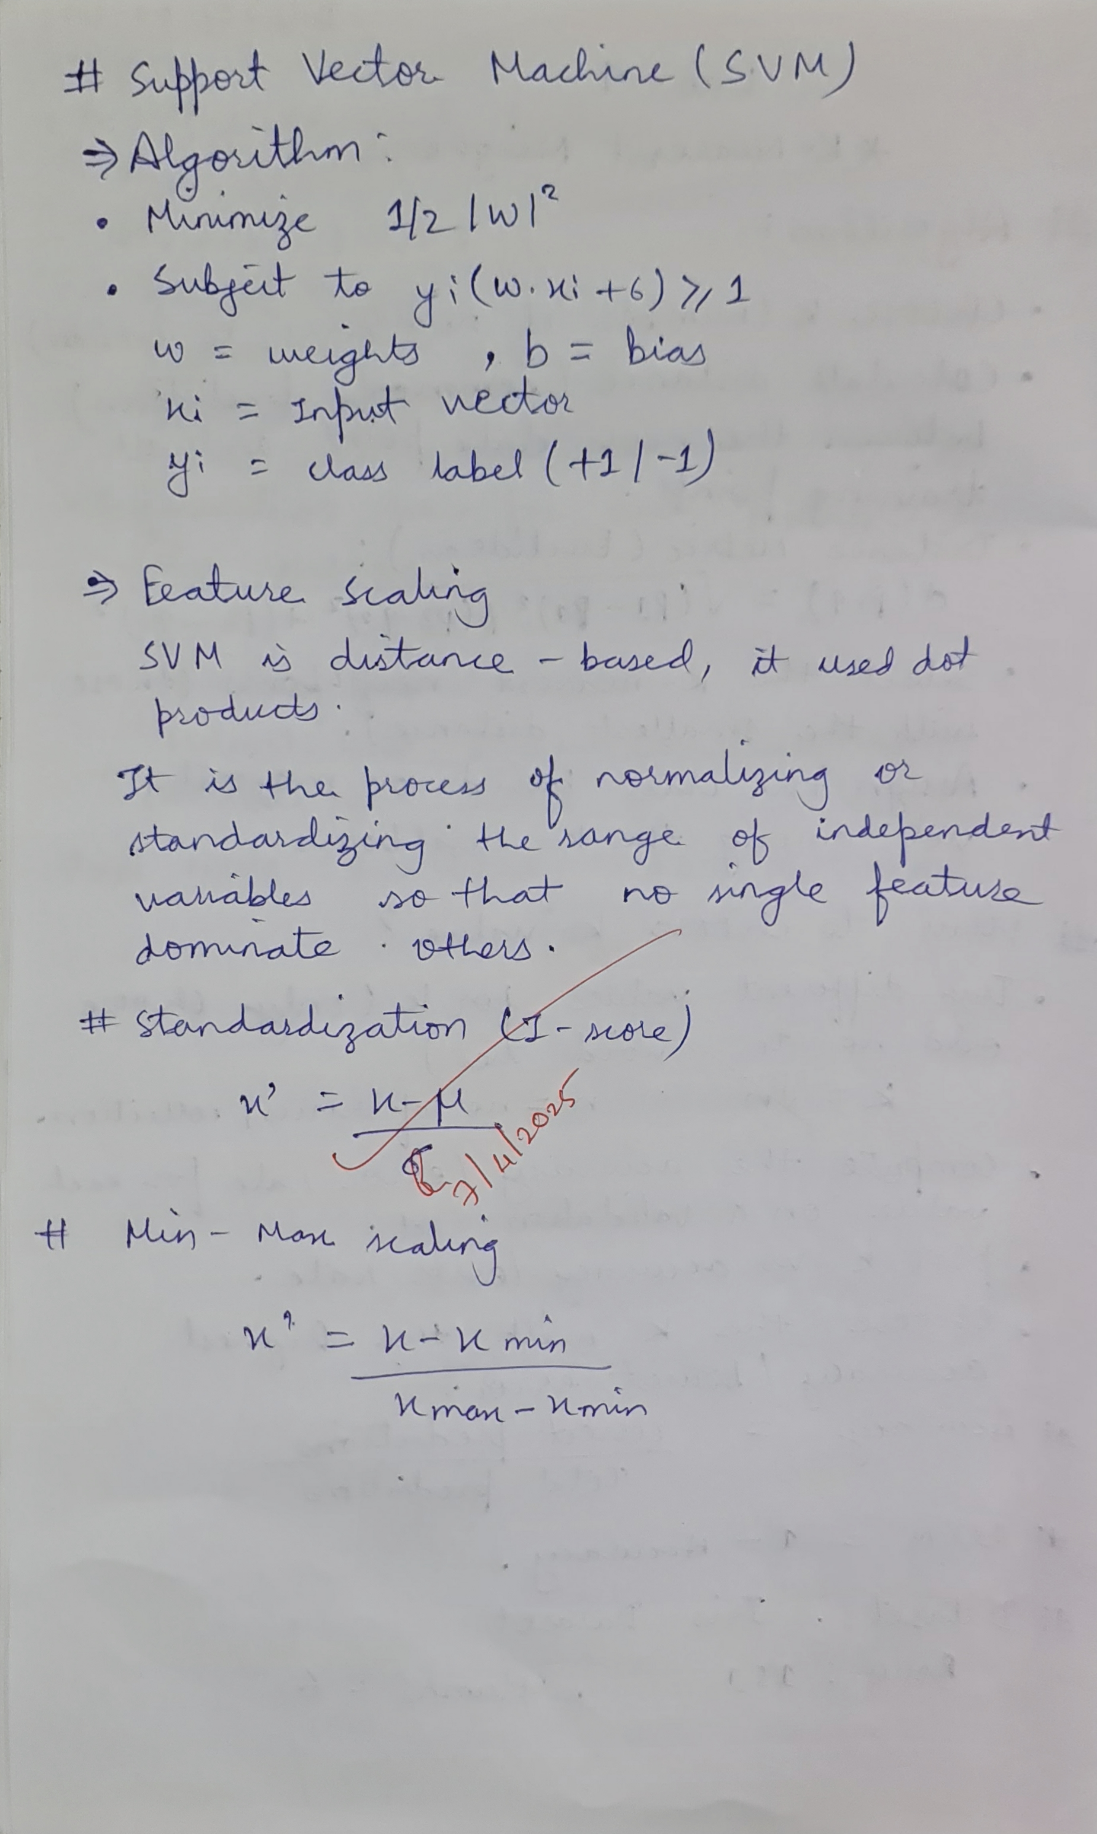 # Support Vector Machine (SVM)
⇒ Algorithm:
• Minimize 1/2 |w|²
• Subject to yi(w.xi + b) ≥ 1
w = weights , b = bias
xi = Input vector
yi = class label (+1/-1)
⇒ Feature scaling
SVM is distance - based, it used dot
products.
It is the process of normalizing or
standardizing the range of independent
variables so that no single feature
dominate others.
# Standardization (Z-score)
x' = x-μ
σ
7/4/2025
# Min - Max scaling
x' = x - x min
x max - x min